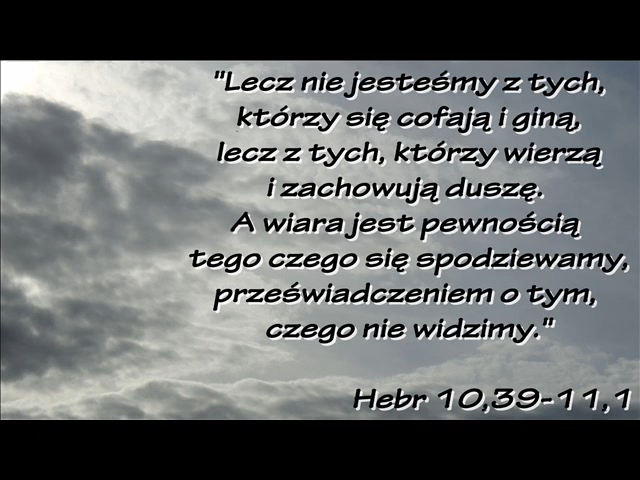 "Lecz nie jesteśmy z tych,
którzy się cofają i giną,
lecz z tych, którzy wierzą
i zachowują duszę.
A wiara jest pewnością
tego czego się spodziewamy,
przeświadczeniem o tym,
czego nie widzimy."
Hebr 10,39-11,1